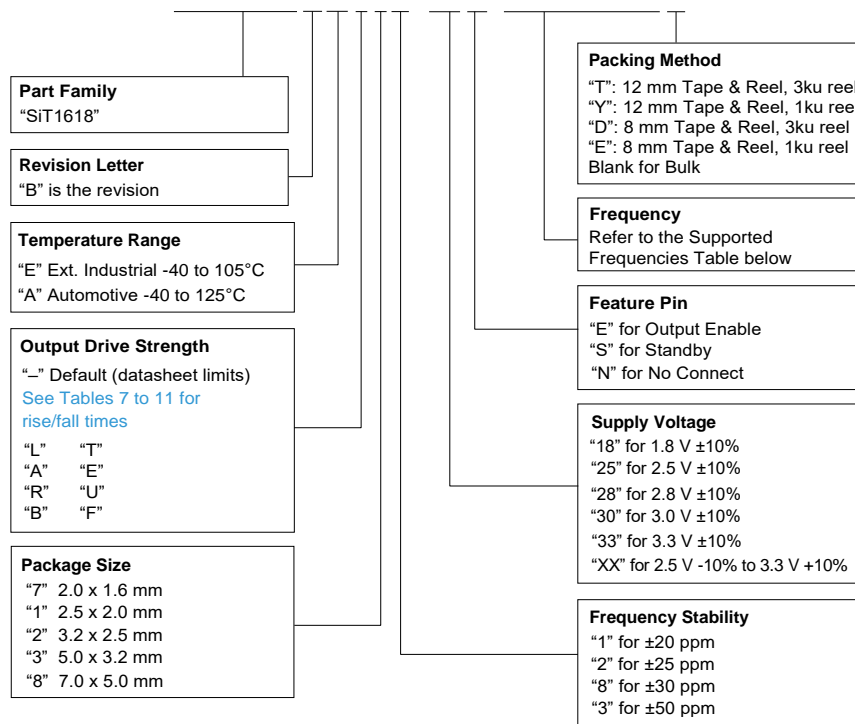 Part Family
“SiT1618”
Revision Letter
“B” is the revision
Temperature Range
“E” Ext. Industrial -40 to 105°C
“A” Automotive -40 to 125°C
Output Drive Strength
“–” Default (datasheet limits)
See Tables 7 to 11 for
rise/fall times
“L” “T”
“A” “E”
“R” “U”
“B” “F”
Package Size
“7” 2.0 x 1.6 mm
“1” 2.5 x 2.0 mm
“2” 3.2 x 2.5 mm
“3” 5.0 x 3.2 mm
“8” 7.0 x 5.0 mm
Packing Method
“T”: 12 mm Tape & Reel, 3ku reel
“Y”: 12 mm Tape & Reel, 1ku reel
“D”: 8 mm Tape & Reel, 3ku reel
“E”: 8 mm Tape & Reel, 1ku reel
Blank for Bulk
Frequency
Refer to the Supported
Frequencies Table below
Feature Pin
“E” for Output Enable
“S” for Standby
“N” for No Connect
Supply Voltage
“18” for 1.8 V ±10%
“25” for 2.5 V ±10%
“28” for 2.8 V ±10%
“30” for 3.0 V ±10%
“33” for 3.3 V ±10%
“XX” for 2.5 V -10% to 3.3 V +10%
Frequency Stability
“1” for ±20 ppm
“2” for ±25 ppm
“8” for ±30 ppm
“3” for ±50 ppm